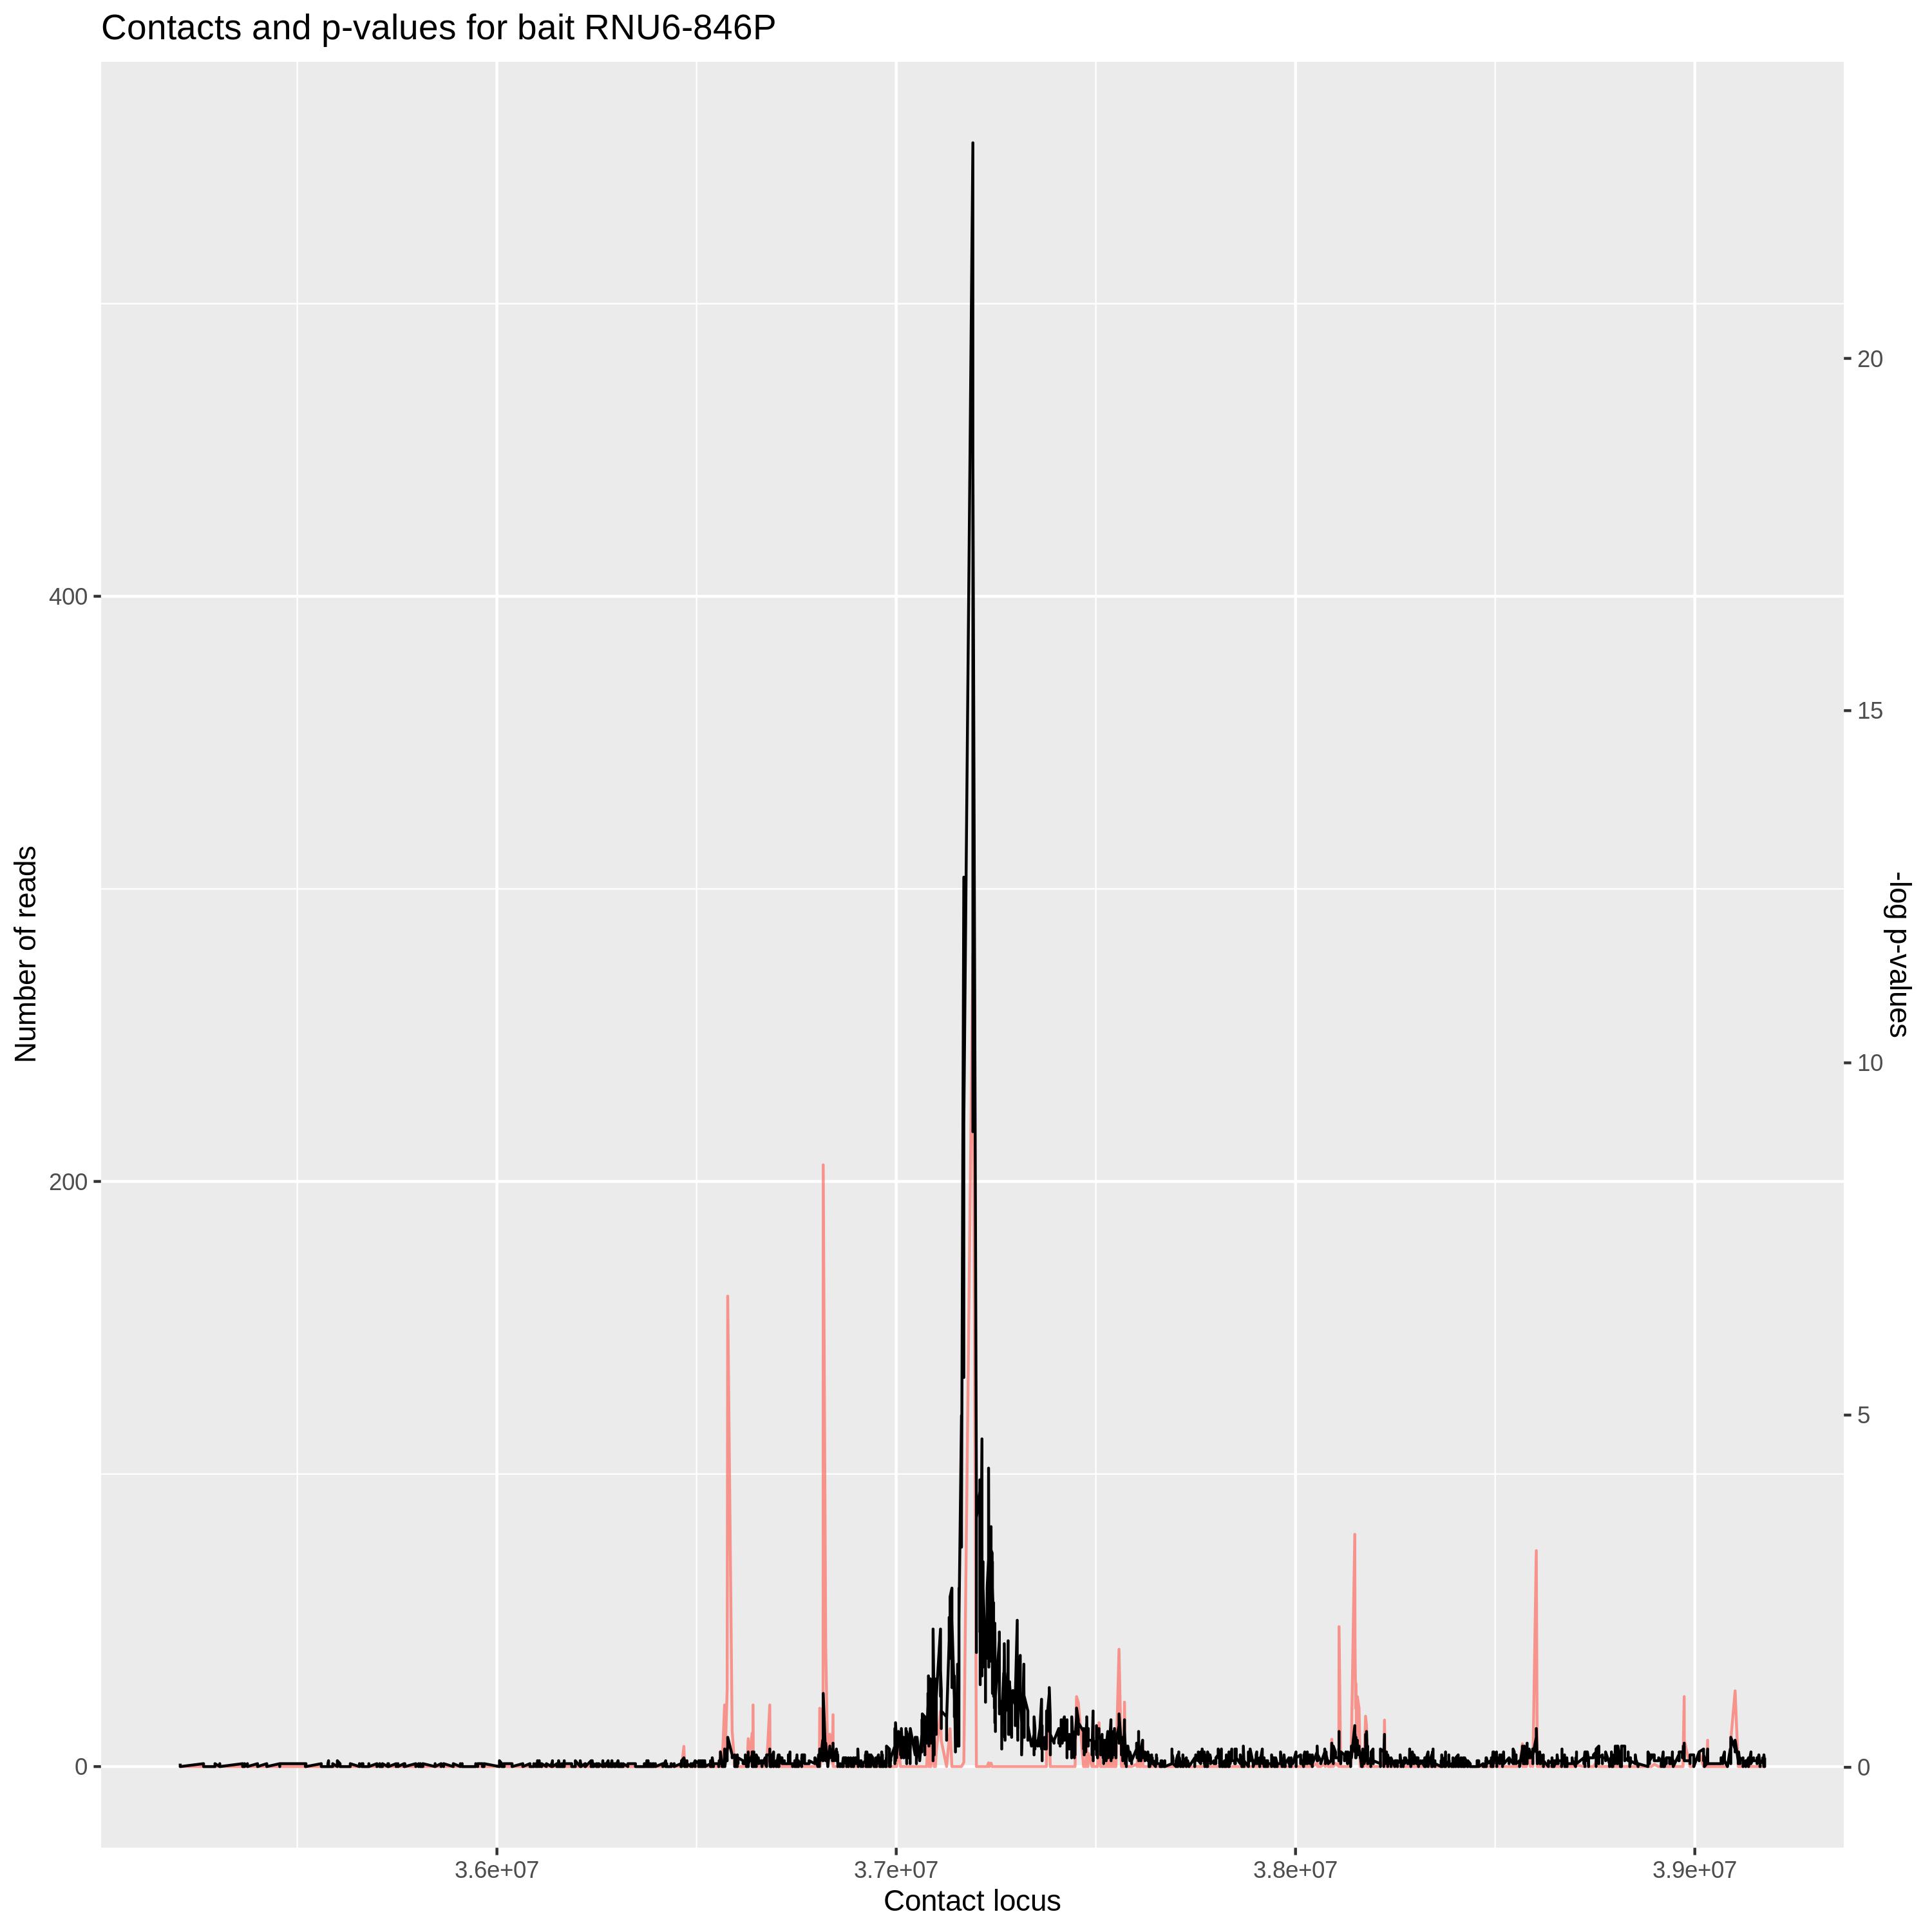 Contacts and p-values for bait RNU6-846P
Number of reads
400
200
0
20
15
10
5
0
-log p-values
3.6e+07
3.7e+07
3.8e+07
3.9e+07
Contact locus